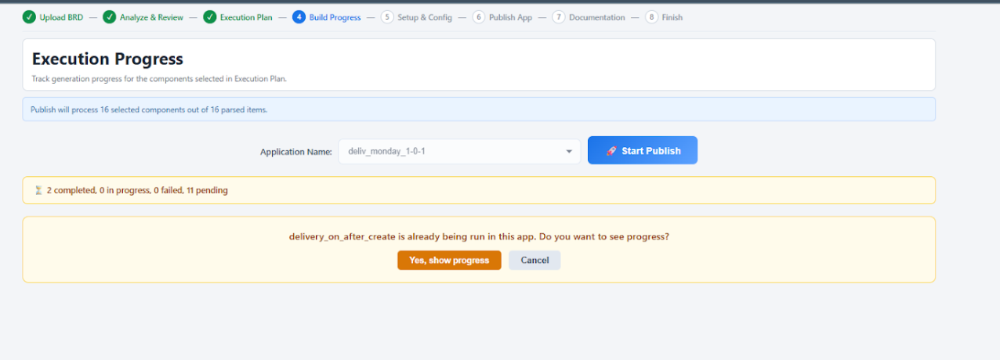 ✓ Upload BRD — ✓ Analyze & Review — ✓ Execution Plan — 4 Build Progress — 5 Setup & Config — 6 Publish App — 7 Documentation — 8 Finish
Execution Progress
Track generation progress for the components selected in Execution Plan.
Publish will process 16 selected components out of 16 parsed items.
Application Name: deliv_monday_1-0-1 🚀 Start Publish
⏳ 2 completed, 0 in progress, 0 failed, 11 pending
delivery_on_after_create is already being run in this app. Do you want to see progress?
Yes, show progress Cancel